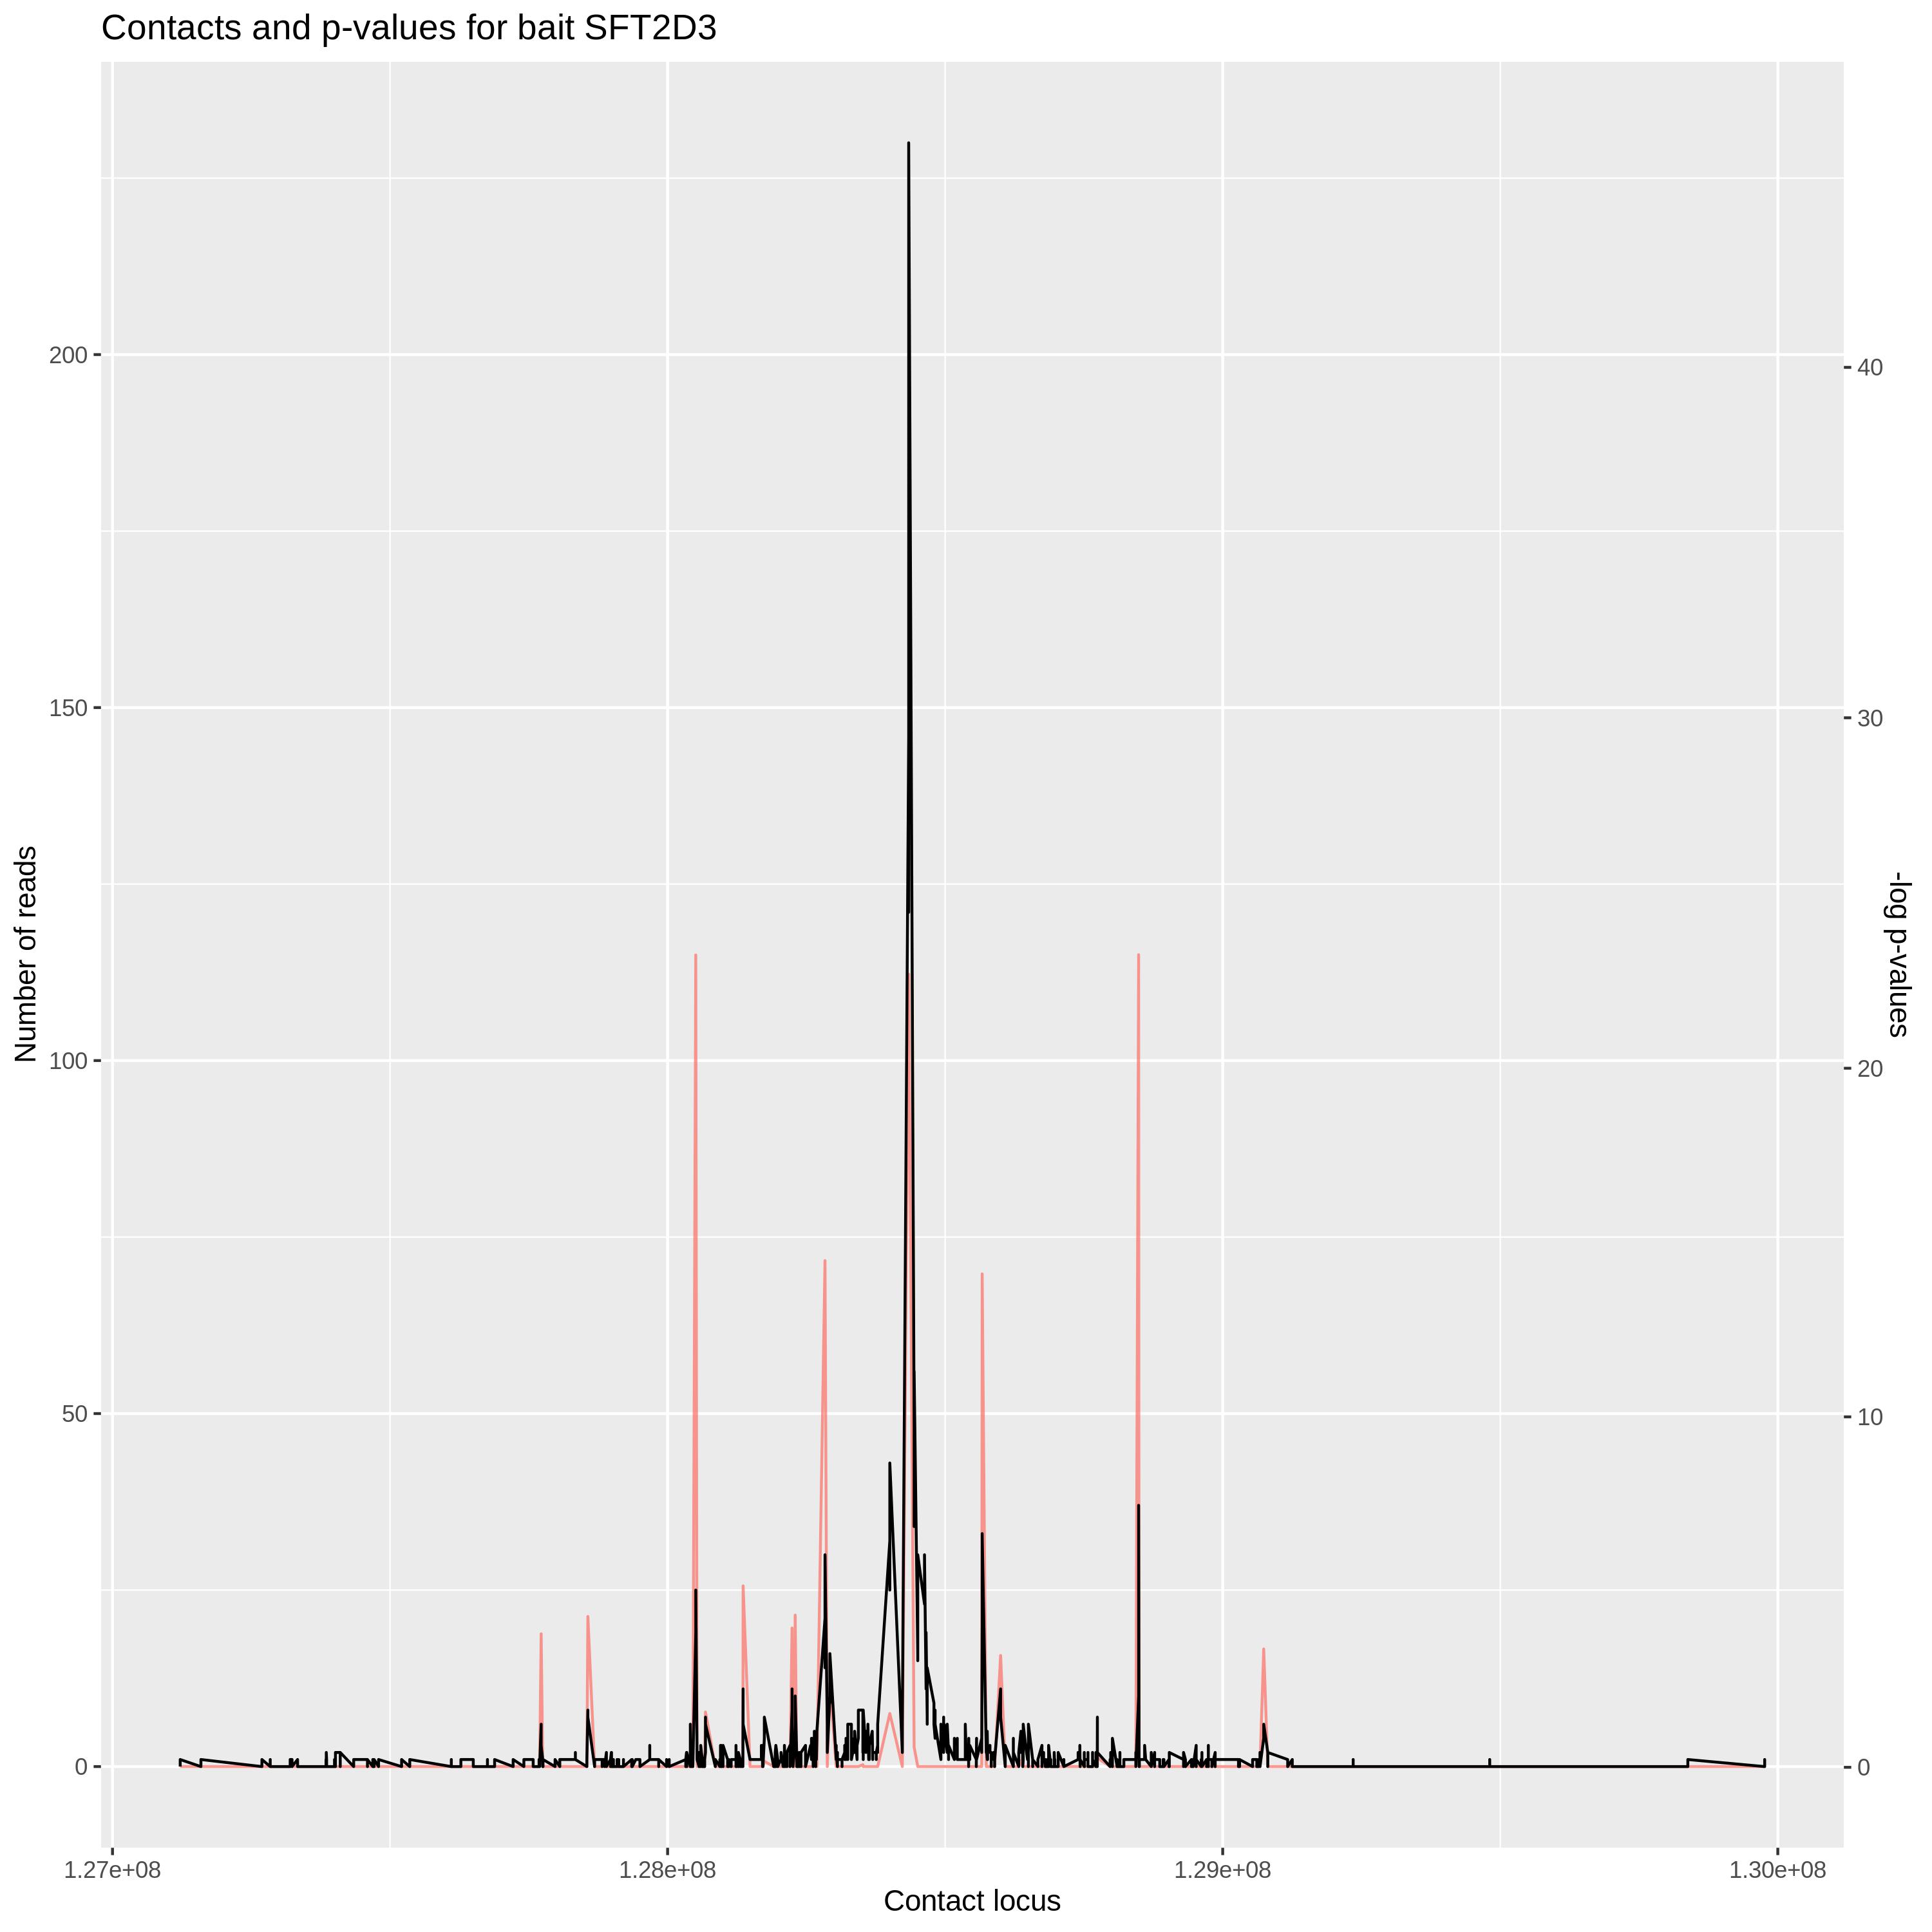 Contacts and p-values for bait SFT2D3
Number of reads
200
150
100
50
0
40
30
20
10
0
-log p-values
1.27e+08
1.28e+08
1.29e+08
1.30e+08
Contact locus